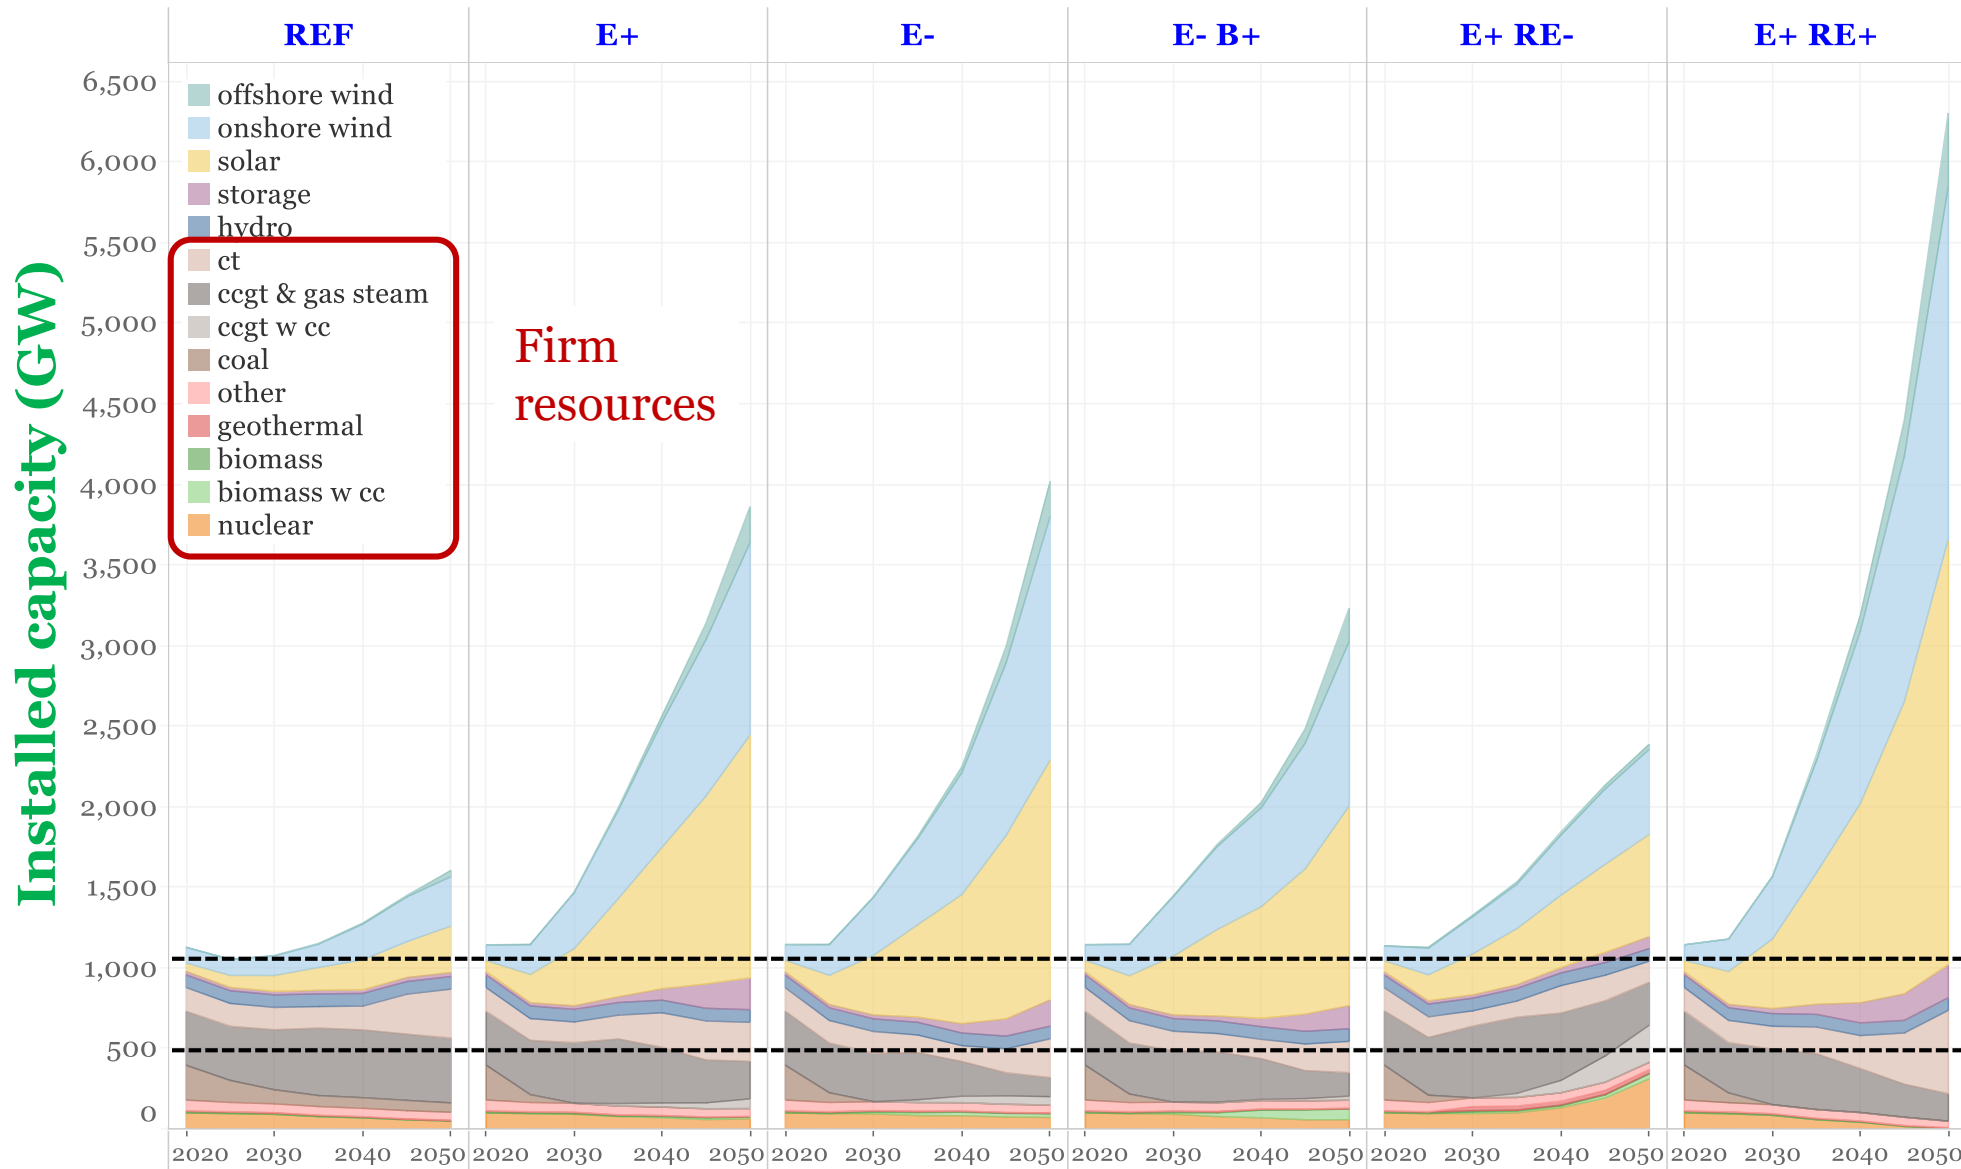 REF E+ E- E- B+ E+ RE- E+ RE+
Installed capacity (GW)
6,500
6,000
5,500
5,000
4,500
4,000
3,500
3,000
2,500
2,000
1,500
1,000
500
0
offshore wind
onshore wind
solar
storage
hydro
ct
ccgt & gas steam
ccgt w cc
coal
other
geothermal
biomass
biomass w cc
nuclear
Firm
resources
2020 2030 2040 2050 2020 2030 2040 2050 2020 2030 2040 2050 2020 2030 2040 2050 2020 2030 2040 2050 2020 2030 2040 2050